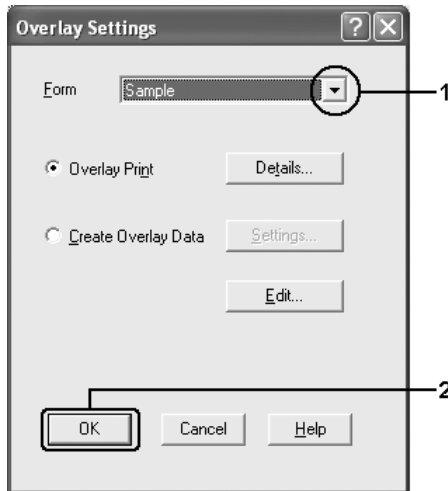 Overlay Settings
Form Sample 1
Overlay Print Details...
Create Overlay Data Settings...
Edit...
2
OK Cancel Help